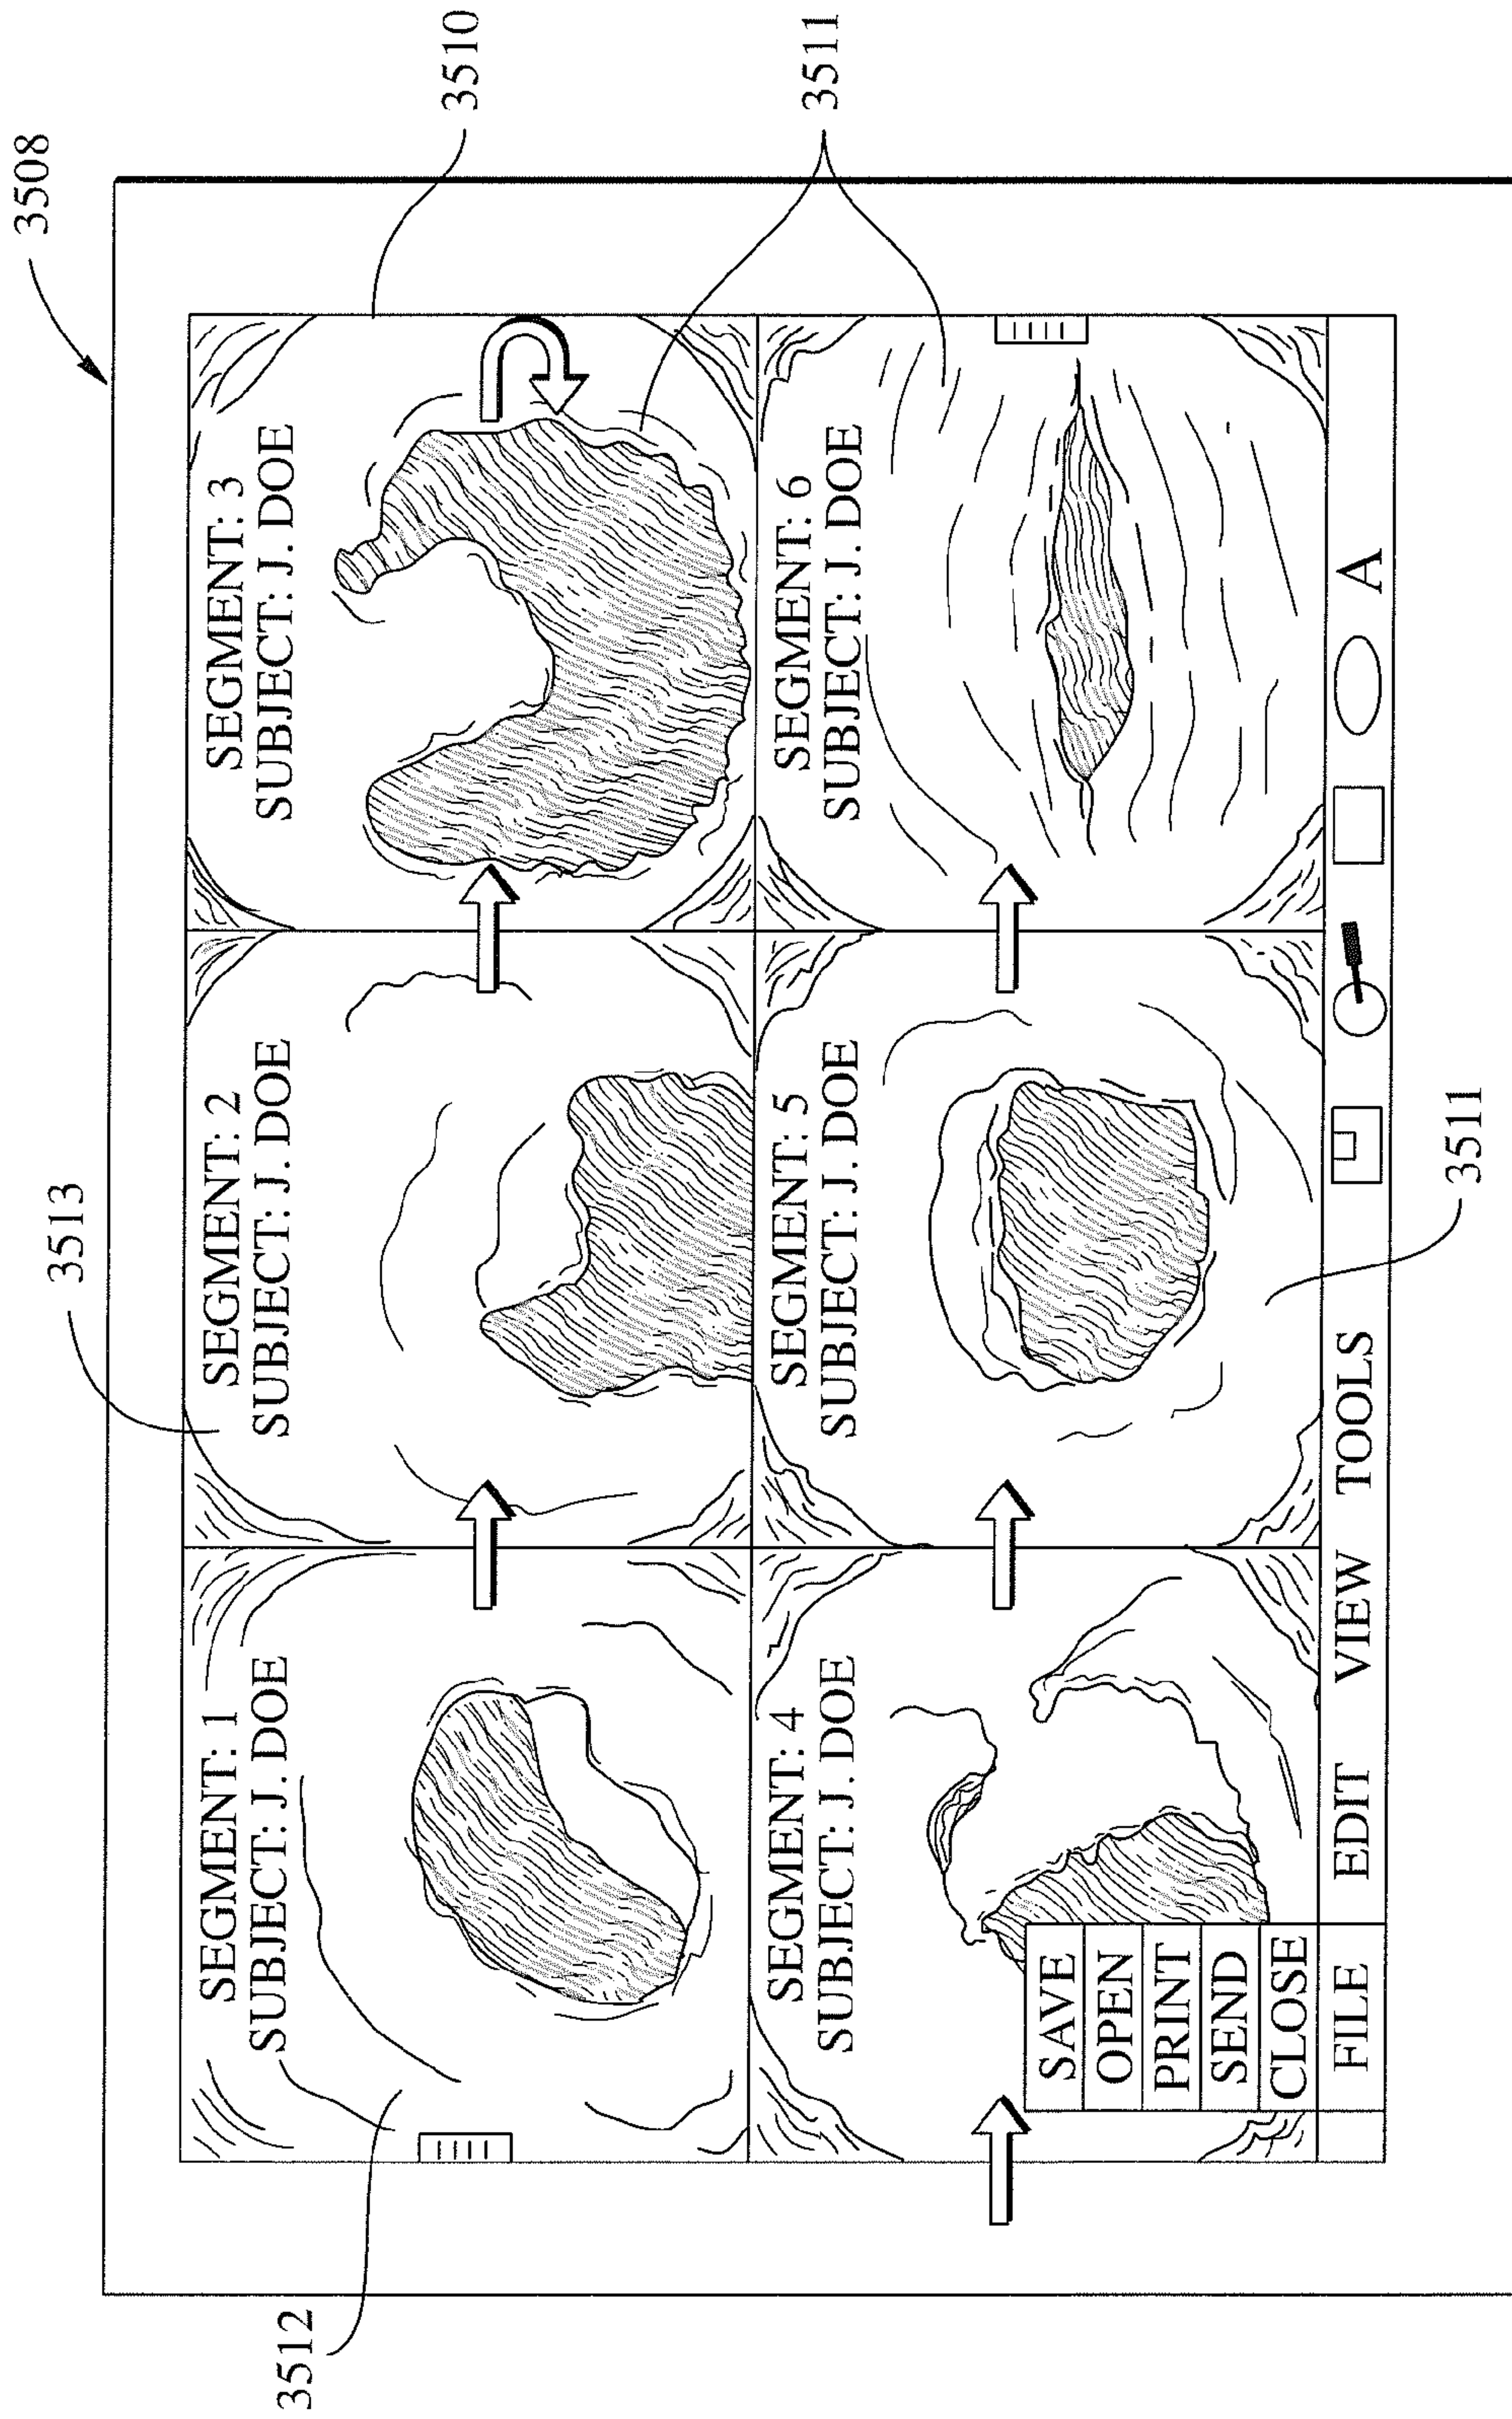 3508
3510
3511
3513
3512
SEGMENT: 1
SUBJECT: J. DOE
SEGMENT: 2
SUBJECT: J. DOE
SEGMENT: 3
SUBJECT: J. DOE
SEGMENT: 4
SUBJECT: J. DOE
SEGMENT: 5
SUBJECT: J. DOE
SEGMENT: 6
SUBJECT: J. DOE
SAVE
OPEN
PRINT
SEND
CLOSE
FILE EDIT VIEW TOOLS A
3511